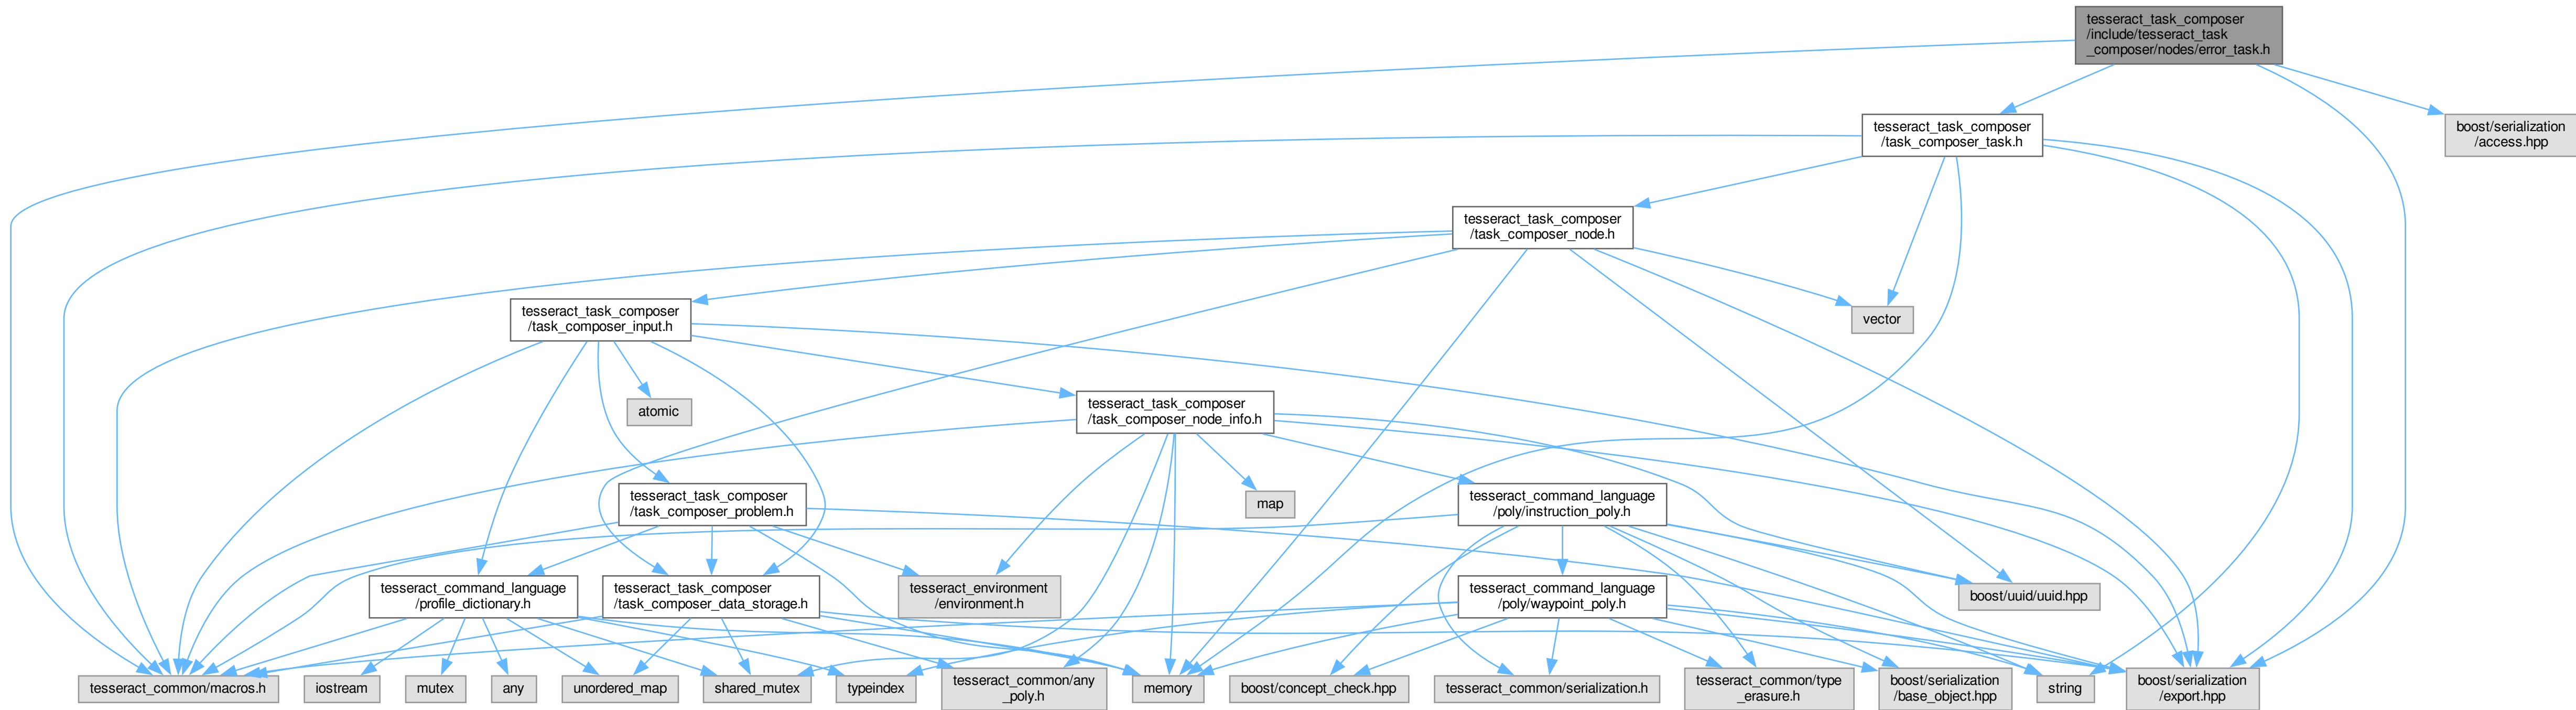 tesseract_task_composer
/include/tesseract_task
_composer/nodes/error_task.h
tesseract_task_composer
/task_composer_task.h
boost/serialization
/access.hpp
tesseract_task_composer
/task_composer_node.h
tesseract_task_composer
/task_composer_input.h
vector
tesseract_task_composer
/task_composer_node_info.h
atomic
tesseract_task_composer
/task_composer_problem.h
map
tesseract_command_language
/poly/instruction_poly.h
tesseract_command_language
/profile_dictionary.h
tesseract_task_composer
/task_composer_data_storage.h
tesseract_environment
/environment.h
tesseract_command_language
/poly/waypoint_poly.h
boost/uuid/uuid.hpp
tesseract_common/macros.h
iostream
mutex
any
unordered_map
shared_mutex
typeindex
tesseract_common/any
_poly.h
memory
boost/concept_check.hpp
tesseract_common/serialization.h
tesseract_common/type
_erasure.h
boost/serialization
/base_object.hpp
string
boost/serialization
/export.hpp